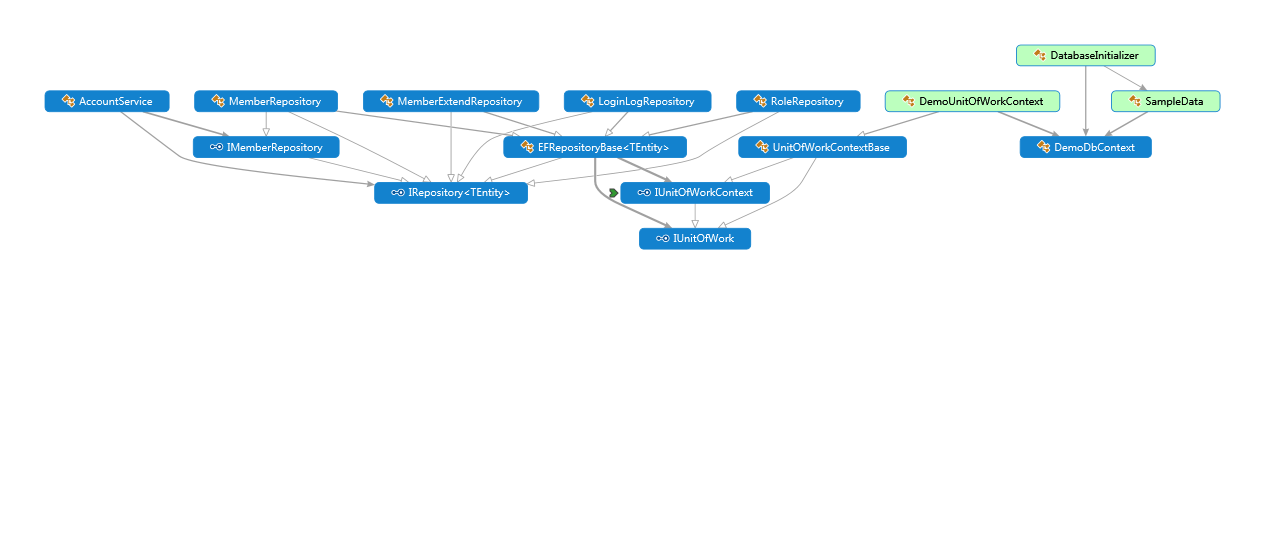 DatabaseInitializer
AccountService
MemberRepository
MemberExtendRepository
LoginLogRepository
RoleRepository
DemoUnitOfWorkContext
SampleData
IMemberRepository
EFRepositoryBase<TEntity>
UnitOfWorkContextBase
DemoDbContext
IRepository<TEntity>
IUnitOfWorkContext
IUnitOfWork